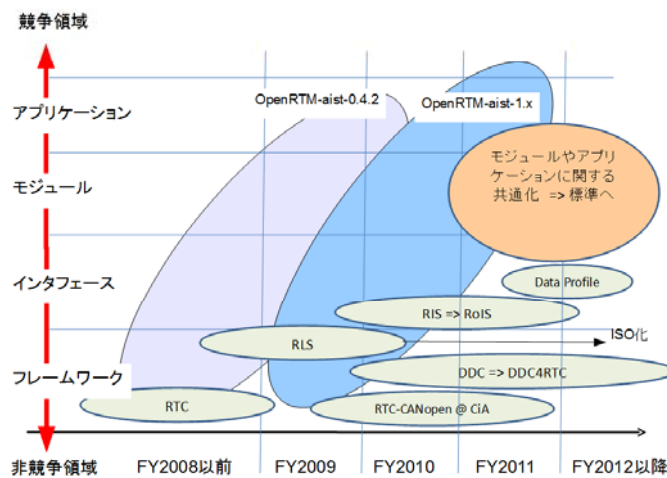 競争領域
アプリケーション
モジュール
インタフェース
フレームワーク
非競争領域
OpenRTM-aist-0.4.2
OpenRTM-aist-1.x
モジュールやアプリ
ケーションに関する
共通化 => 標準へ
Data Profile
RIS => RoIS
RLS
ISO化
DDC => DDC4RTC
RTC
RTC-CANopen @ CiA
FY2008以前
FY2009
FY2010
FY2011
FY2012以降